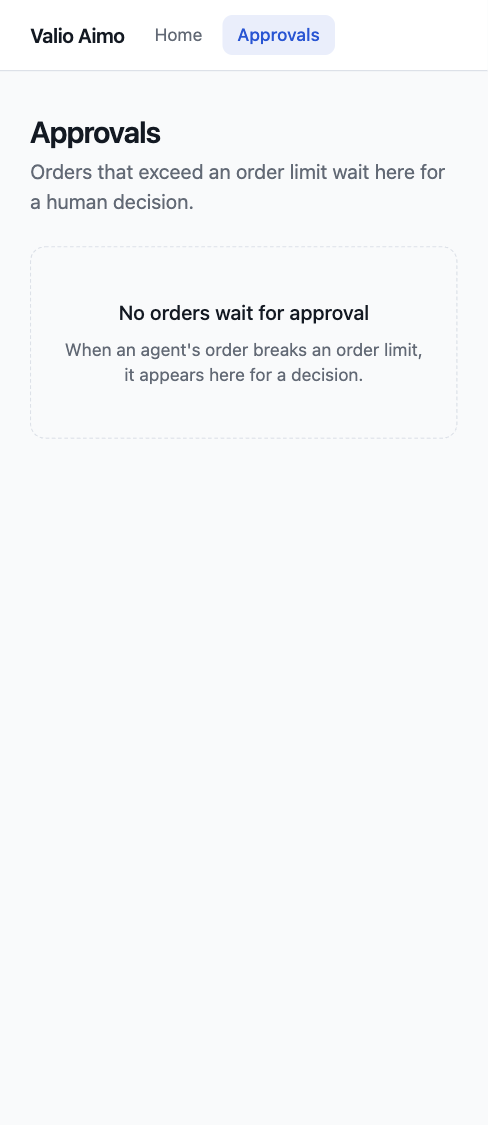 Valio Aimo
Home
Approvals
Approvals
Orders that exceed an order limit wait here for
a human decision.
No orders wait for approval
When an agent's order breaks an order limit,
it appears here for a decision.